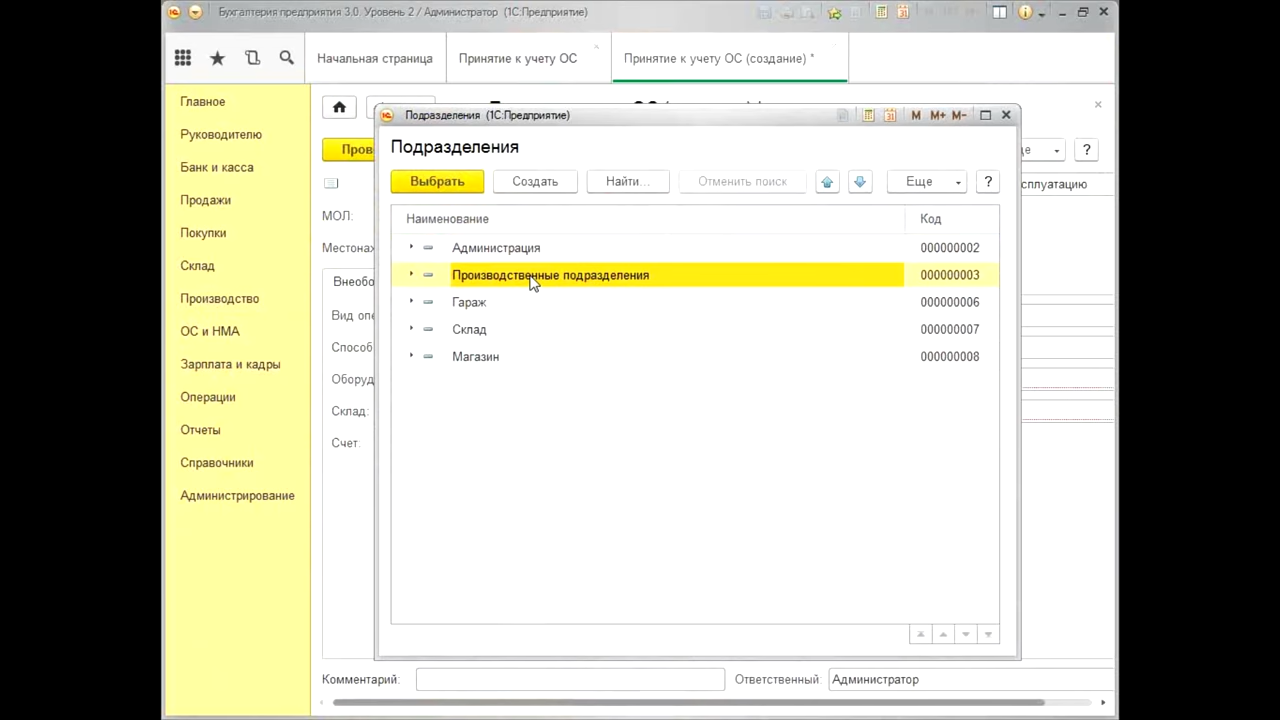 Бухгалтерия предприятия 3.0. Уровень 2 / Администратор (1С:Предприятие)
Начальная страница
Принятие к учету ОС
Принятие к учету ОС (создание) *
Главное
Руководителю
Банк и касса
Продажи
Покупки
Склад
Производство
ОС и НМА
Зарплата и кадры
Операции
Отчеты
Справочники
Администрирование
Пров
ще
?
МОЛ:
сплуатацию
Местонах
Внеобо
Вид опе
Способ
Оборуд
Склад:
Счет:
Подразделения (1С:Предприятие)
M M+ M−
Подразделения
Выбрать Создать Найти... Отменить поиск Еще ?
Наименование Код
Администрация 000000002
Производственные подразделения 000000003
Гараж 000000006
Склад 000000007
Магазин 000000008
Комментарий: Ответственный: Администратор